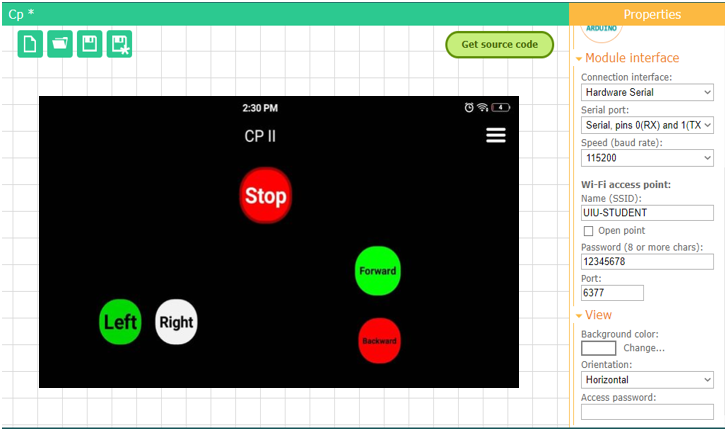 Cp *
Properties
Get source code
ARDUINO
Module interface
Connection interface:
Hardware Serial
Serial port:
Serial, pins 0(RX) and 1(TX
Speed (baud rate):
115200
Wi-Fi access point:
Name (SSID):
UIU-STUDENT
Open point
Password (8 or more chars):
12345678
Port:
6377
View
Background color:
Change...
Orientation:
Horizontal
Access password:
2:30 PM
4
CP II
Stop
Forward
Left
Right
Backward